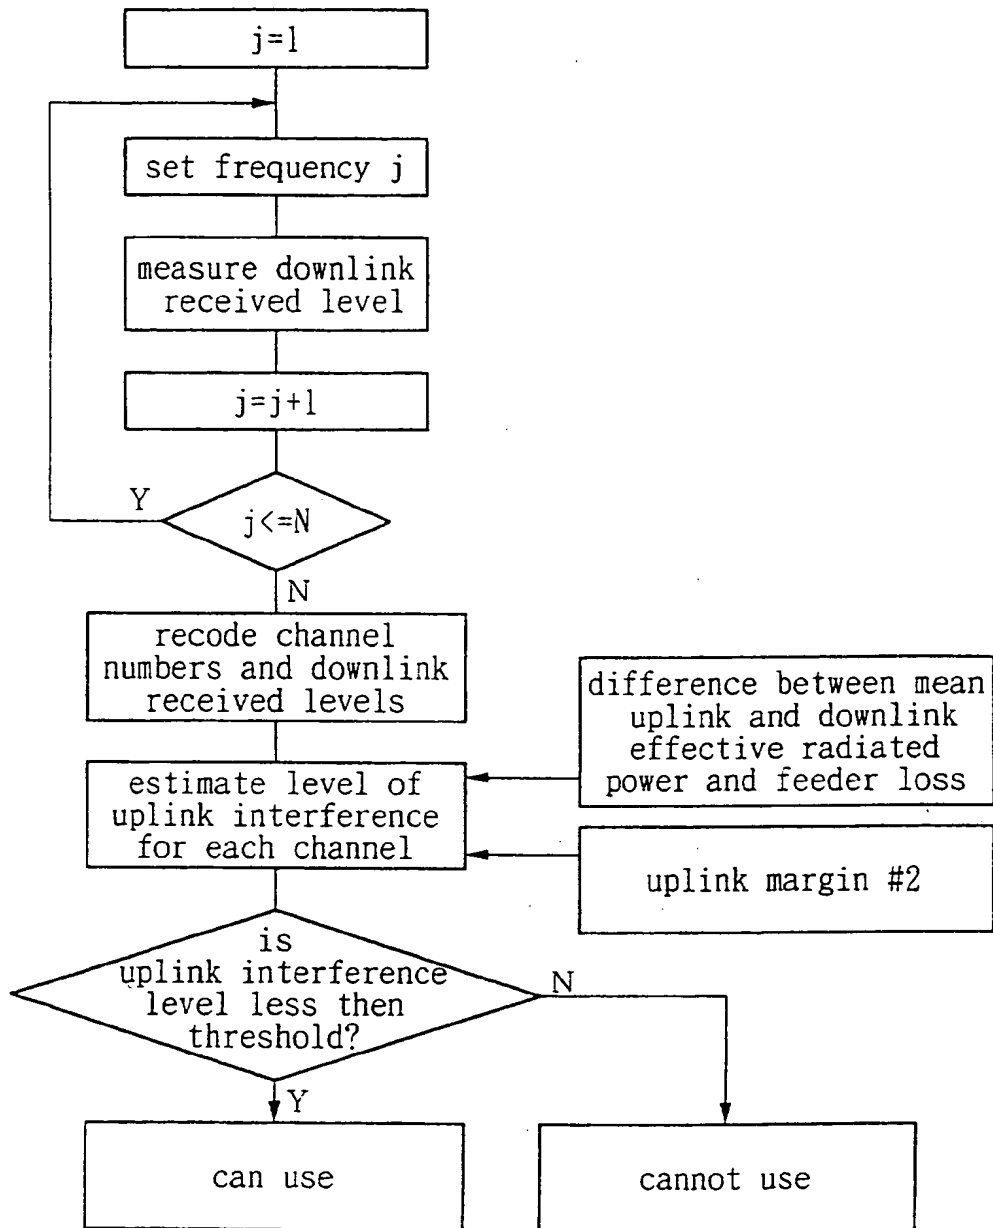 j=1
set frequency j
measure downlink
received level
j=j+1
Y
j<=N
N
recode channel
numbers and downlink
received levels
difference between mean
uplink and downlink
effective radiated
power and feeder loss
estimate level of
uplink interference
for each channel
uplink margin #2
is
uplink interference
level less then
threshold?
N
Y
can use
cannot use